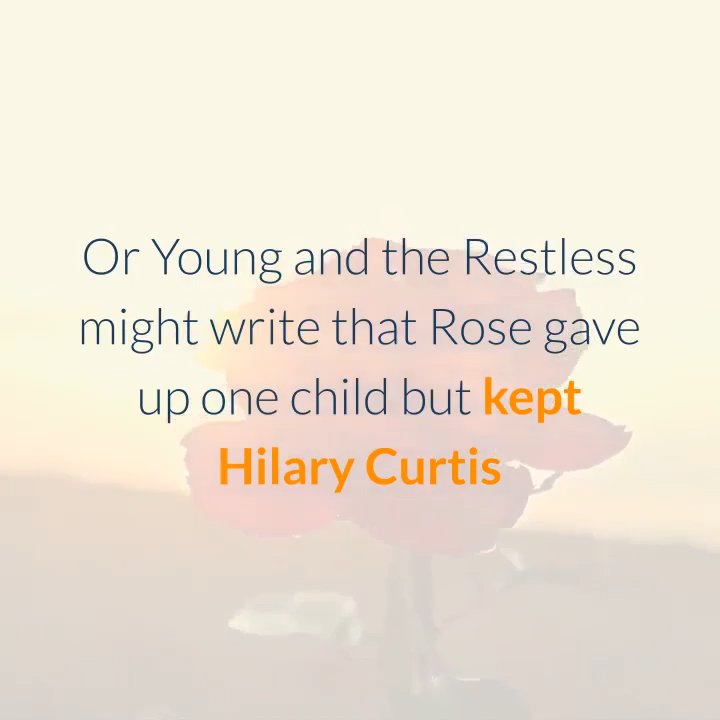 Or Young and the Restless
might write that Rose gave
up one child but kept
Hilary Curtis